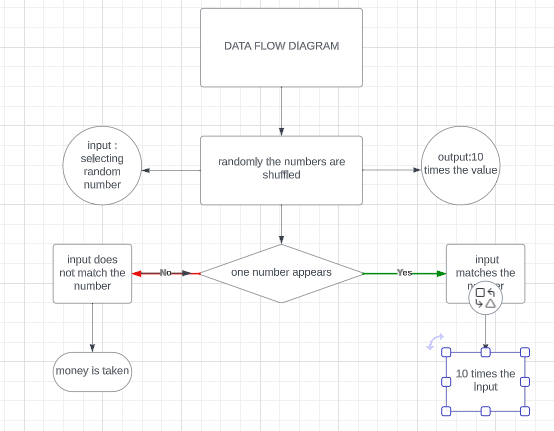 DATA FLOW DIAGRAM
input :
selecting
random
number
randomly the numbers are
shuffled
output:10
times the value
input does
not match the
number
No
one number appears
Yes
input
matches the
money is taken
10 times the
input